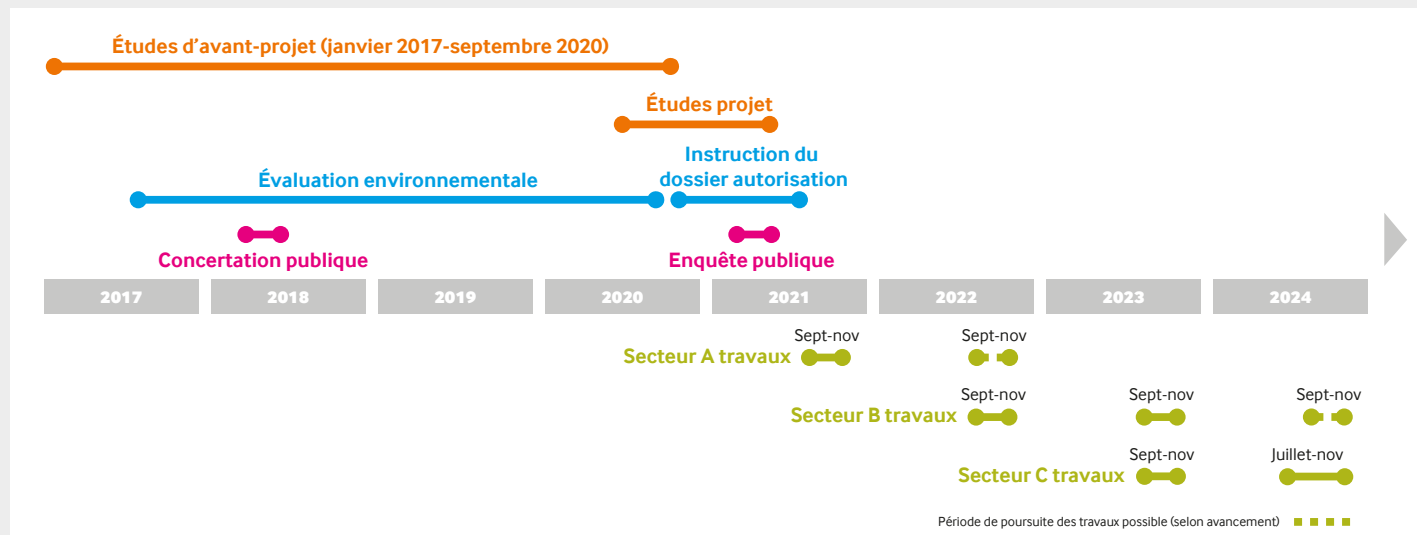 Études d'avant-projet (janvier 2017-septembre 2020)
Études projet
Instruction du
dossier autorisation
Évaluation environnementale
Concertation publique
Enquête publique
2017
2018
2019
2020
2021
2022
2023
2024
Sept-nov
Sept-nov
Secteur A travaux
Sept-nov
Sept-nov
Sept-nov
Secteur B travaux
Sept-nov
Juillet-nov
Secteur C travaux
Période de poursuite des travaux possible (selon avancement)